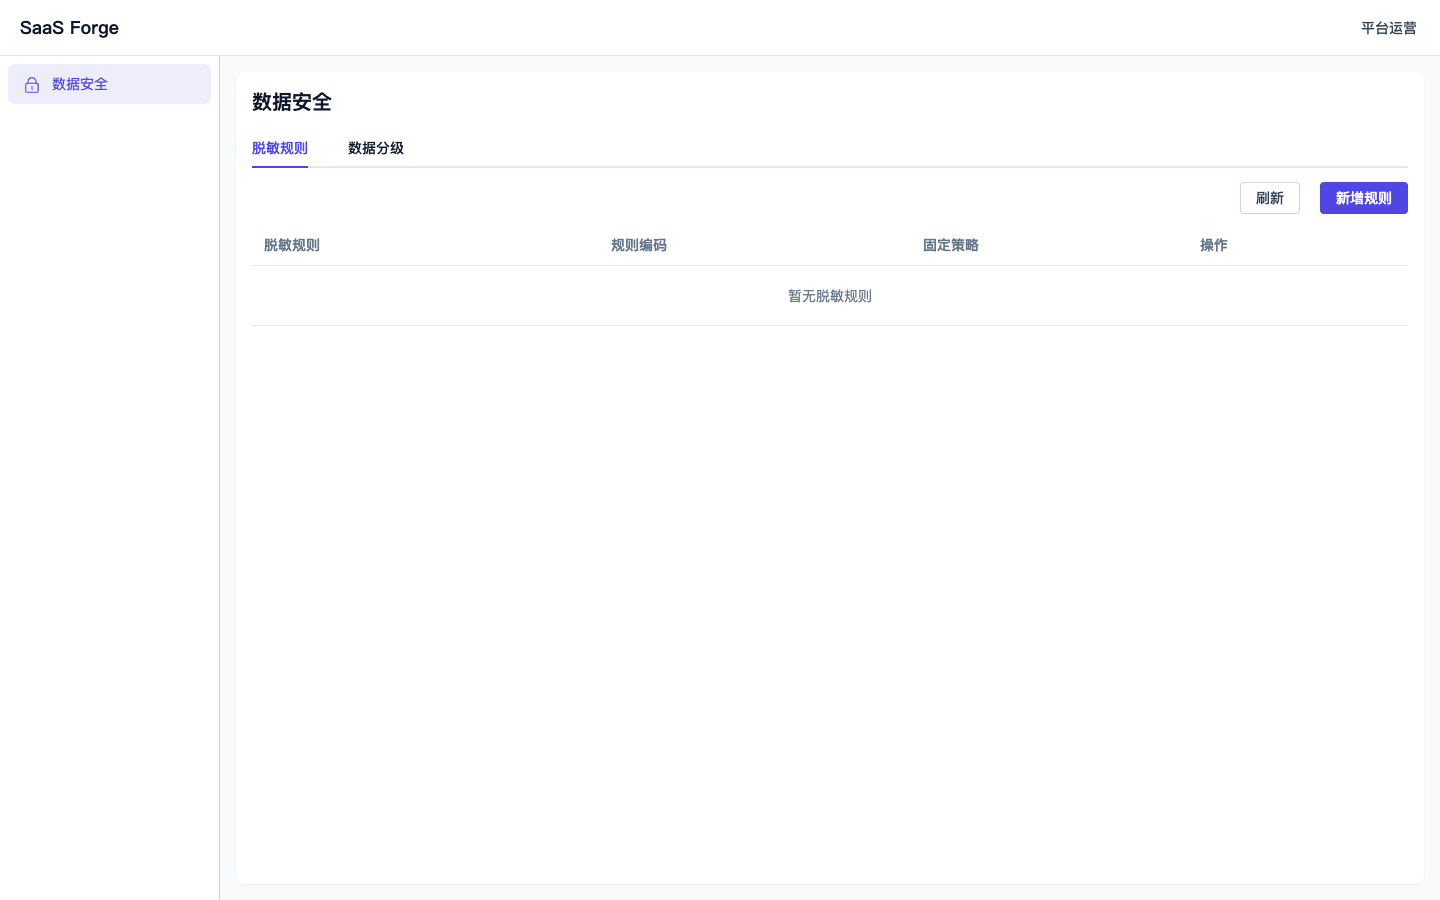 SaaS Forge
平台运营
数据安全
数据安全
脱敏规则 数据分级
刷新 新增规则
脱敏规则 规则编码 固定策略 操作
暂无脱敏规则